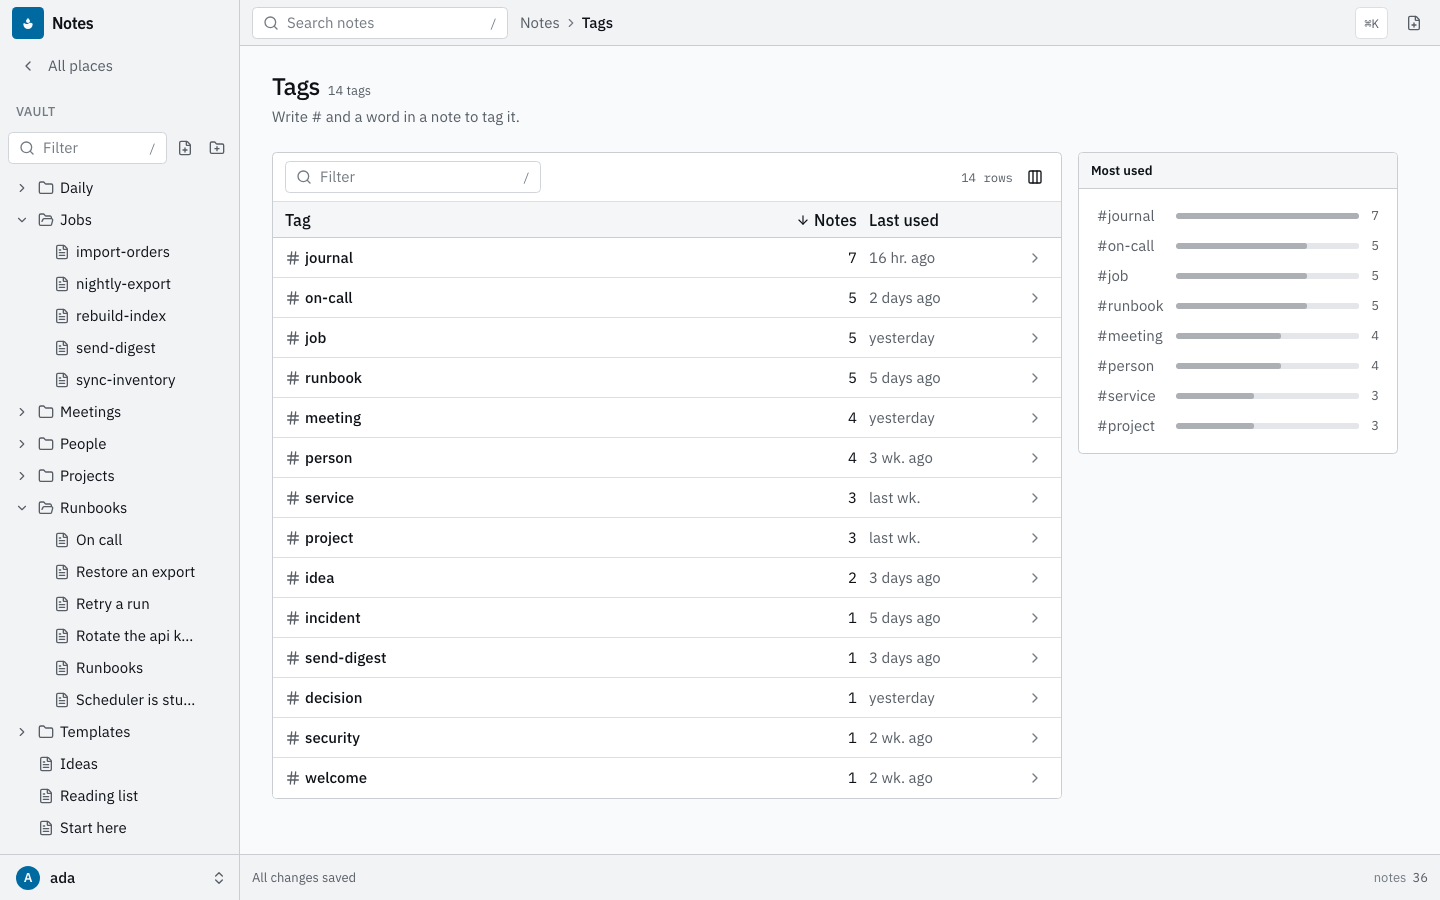 Notes
All places
VAULT
Filter /
Daily
Jobs
import-orders
nightly-export
rebuild-index
send-digest
sync-inventory
Meetings
People
Projects
Runbooks
On call
Restore an export
Retry a run
Rotate the api k...
Runbooks
Scheduler is stu...
Templates
Ideas
Reading list
Start here
A ada
Search notes /
Notes > Tags
⌘K
Tags 14 tags
Write # and a word in a note to tag it.
Filter /
14 rows
Tag ↓ Notes Last used
# journal 7 16 hr. ago
# on-call 5 2 days ago
# job 5 yesterday
# runbook 5 5 days ago
# meeting 4 yesterday
# person 4 3 wk. ago
# service 3 last wk.
# project 3 last wk.
# idea 2 3 days ago
# incident 1 5 days ago
# send-digest 1 3 days ago
# decision 1 yesterday
# security 1 2 wk. ago
# welcome 1 2 wk. ago
Most used
#journal 7
#on-call 5
#job 5
#runbook 5
#meeting 4
#person 4
#service 3
#project 3
All changes saved
notes 36